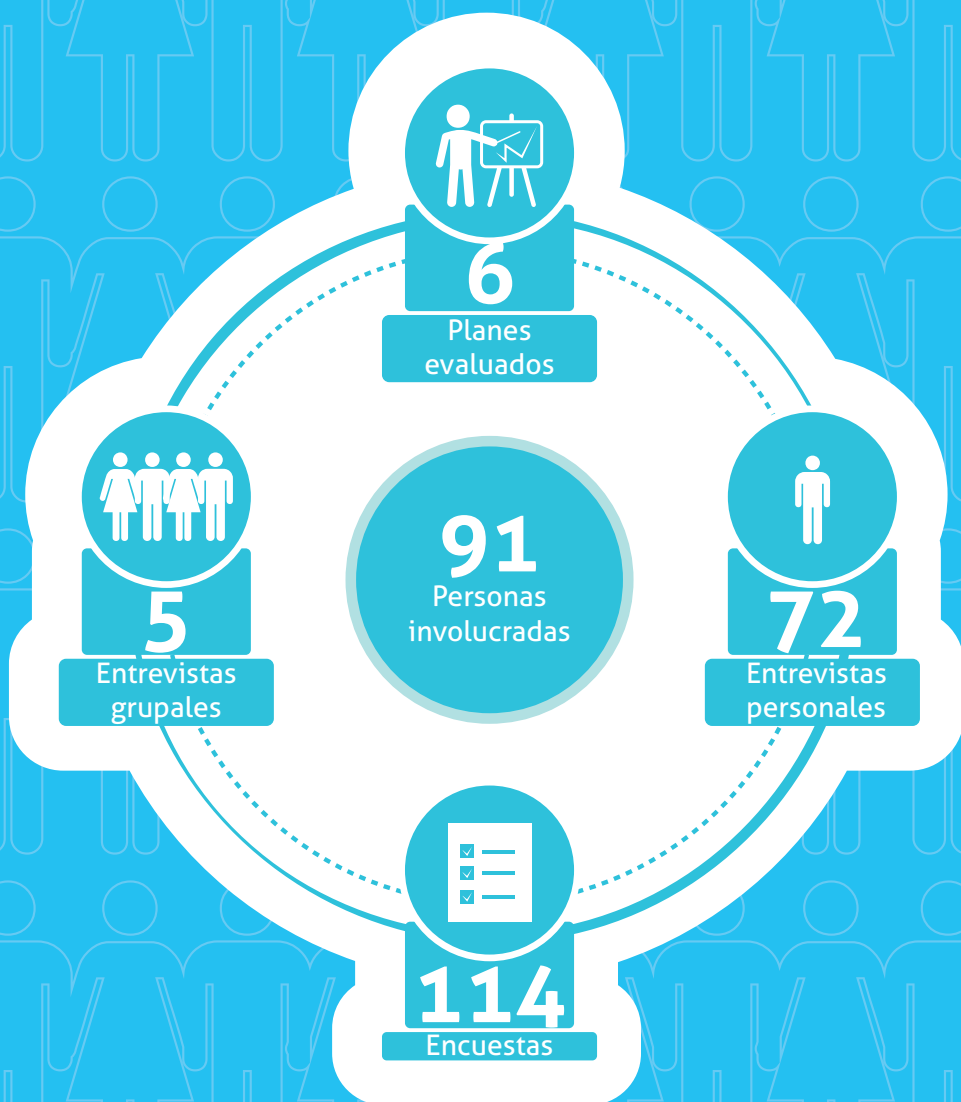 6
Planes
evaluados
5
Entrevistas
grupales
91
Personas
involucradas
72
Entrevistas
personales
114
Encuestas